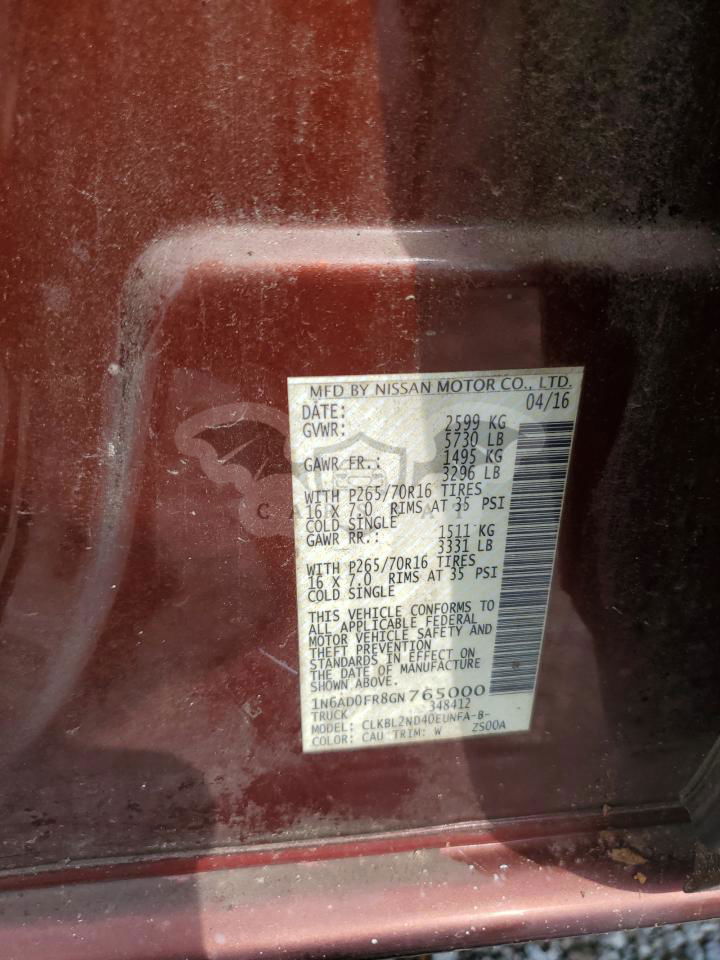 MFD BY NISSAN MOTOR CO., LTD.
DATE: 04/16
GVWR: 2599 KG
5730 LB
GAWR FR.: 1495 KG
3296 LB
WITH P265/70R16 TIRES
16 X 7.0 RIMS AT 35 PSI
COLD SINGLE
GAWR RR.: 1511 KG
3331 LB
WITH P265/70R16 TIRES
16 X 7.0 RIMS AT 35 PSI
COLD SINGLE
THIS VEHICLE CONFORMS TO
ALL APPLICABLE FEDERAL
MOTOR VEHICLE SAFETY AND
THEFT PREVENTION
STANDARDS IN EFFECT ON
THE DATE OF MANUFACTURE
SHOWN ABOVE.
1N6AD0FR8GN765000
TRUCK 348412
MODEL: CLKBL2ND40EUNFA-B-
COLOR: CAU TRIM: W ZS00A